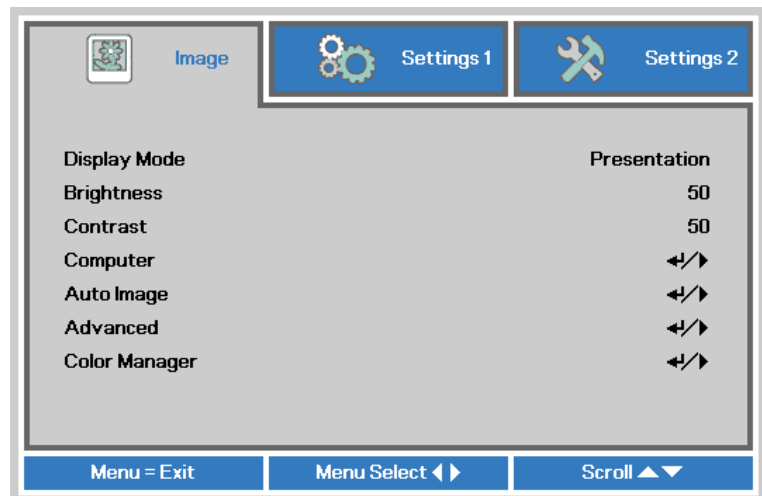 Image Settings 1 Settings 2
Display Mode Presentation
Brightness 50
Contrast 50
Computer
Auto Image
Advanced
Color Manager
Menu = Exit Menu Select Scroll